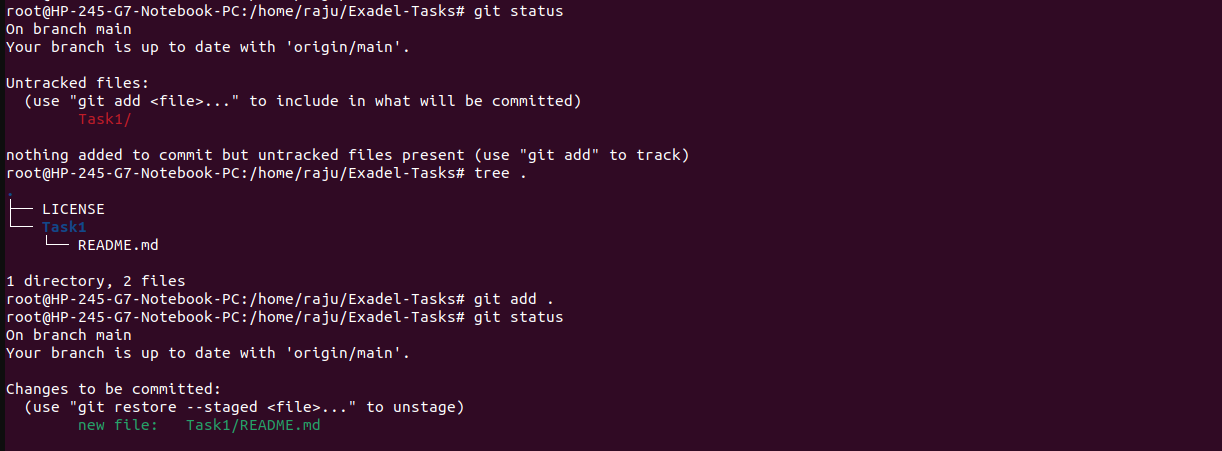 root@HP-245-G7-Notebook-PC:/home/raju/Exadel-Tasks# git status
On branch main
Your branch is up to date with 'origin/main'.

Untracked files:
  (use "git add <file>..." to include in what will be committed)
        Task1/

nothing added to commit but untracked files present (use "git add" to track)
root@HP-245-G7-Notebook-PC:/home/raju/Exadel-Tasks# tree .
.
├── LICENSE
└── Task1
    └── README.md

1 directory, 2 files
root@HP-245-G7-Notebook-PC:/home/raju/Exadel-Tasks# git add .
root@HP-245-G7-Notebook-PC:/home/raju/Exadel-Tasks# git status
On branch main
Your branch is up to date with 'origin/main'.

Changes to be committed:
  (use "git restore --staged <file>..." to unstage)
        new file:   Task1/README.md